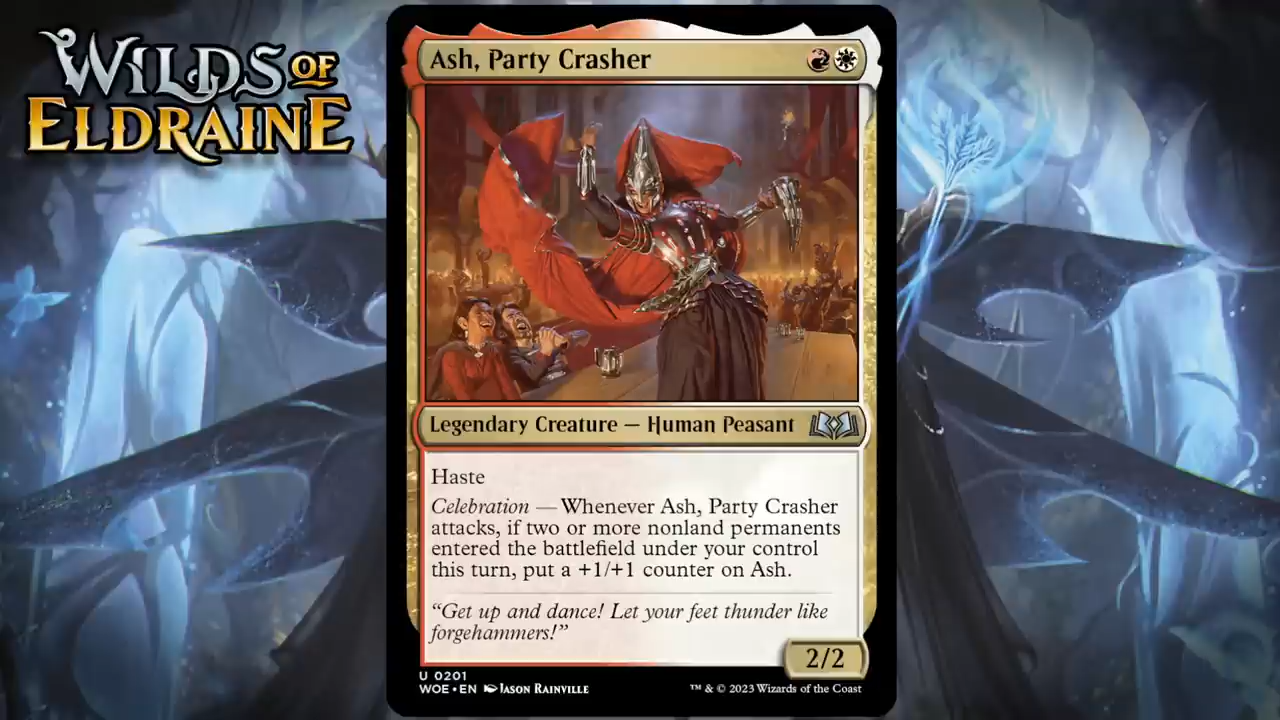 WILDS OF
ELDRAINE
Ash, Party Crasher
Legendary Creature — Human Peasant
Haste
Celebration — Whenever Ash, Party Crasher
attacks, if two or more nonland permanents
entered the battlefield under your control
this turn, put a +1/+1 counter on Ash.
“Get up and dance! Let your feet thunder like
forgehammers!”
2/2
U 0201
WOE • EN Jason Rainville
™ & © 2023 Wizards of the Coast